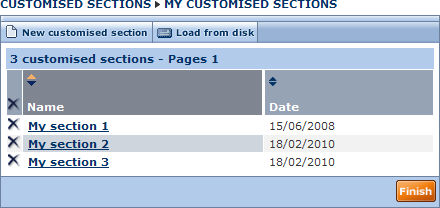 CUSTOMISED SECTIONS ▸ MY CUSTOMISED SECTIONS
New customised section Load from disk
3 customised sections - Pages 1
Name Date
My section 1 15/06/2008
My section 2 18/02/2010
My section 3 18/02/2010
Finish